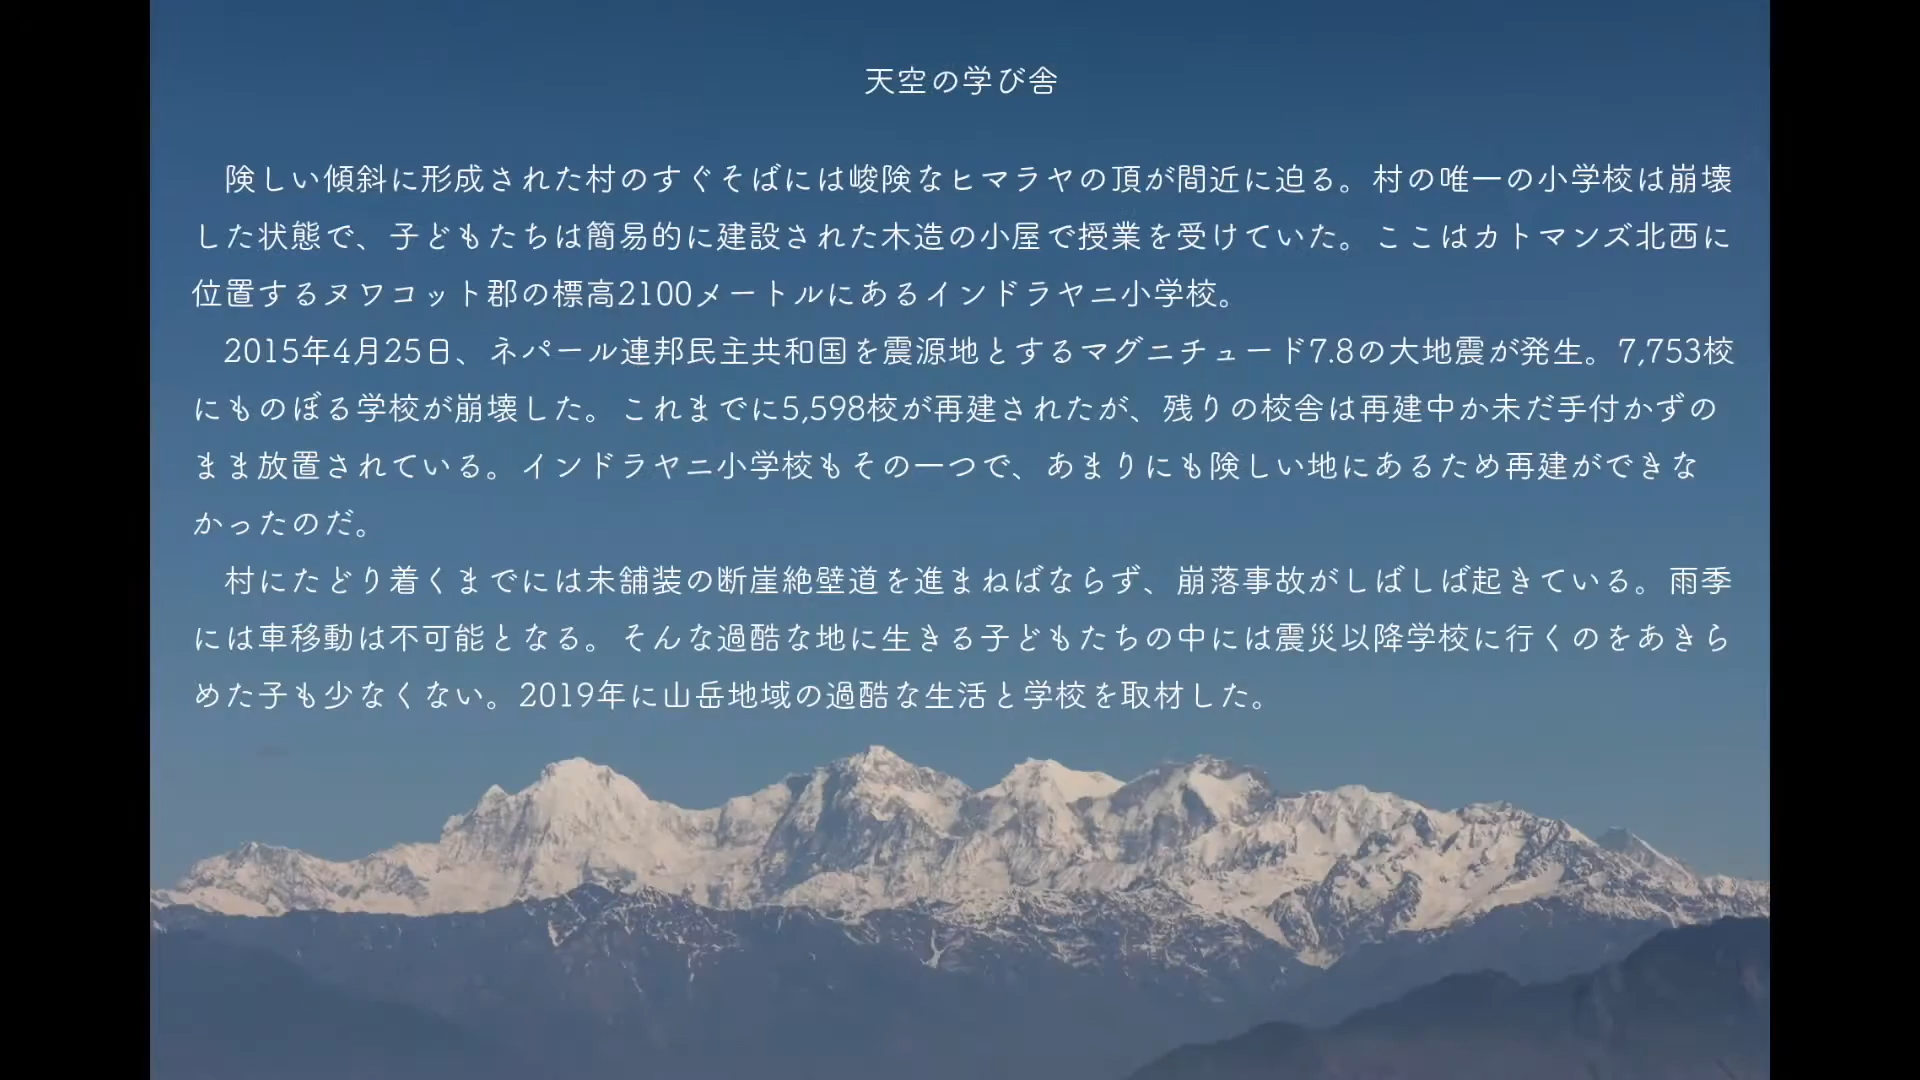 天空の学び舎
険しい傾斜に形成された村のすぐそばには峻険なヒマラヤの頂が間近に迫る。村の唯一の小学校は崩壊
した状態で、子どもたちは簡易的に建設された木造の小屋で授業を受けていた。ここはカトマンズ北西に
位置するヌワコット郡の標高2100メートルにあるインドラヤニ小学校。
2015年4月25日、ネパール連邦民主共和国を震源地とするマグニチュード7.8の大地震が発生。7,753校
にものぼる学校が崩壊した。これまでに5,598校が再建されたが、残りの校舎は再建中か未だ手付かずの
まま放置されている。インドラヤニ小学校もその一つで、あまりにも険しい地にあるため再建ができな
かったのだ。
村にたどり着くまでには未舗装の断崖絶壁道を進まねばならず、崩落事故がしばしば起きている。雨季
には車移動は不可能となる。そんな過酷な地に生きる子どもたちの中には震災以降学校に行くのをあきら
めた子も少なくない。2019年に山岳地域の過酷な生活と学校を取材した。